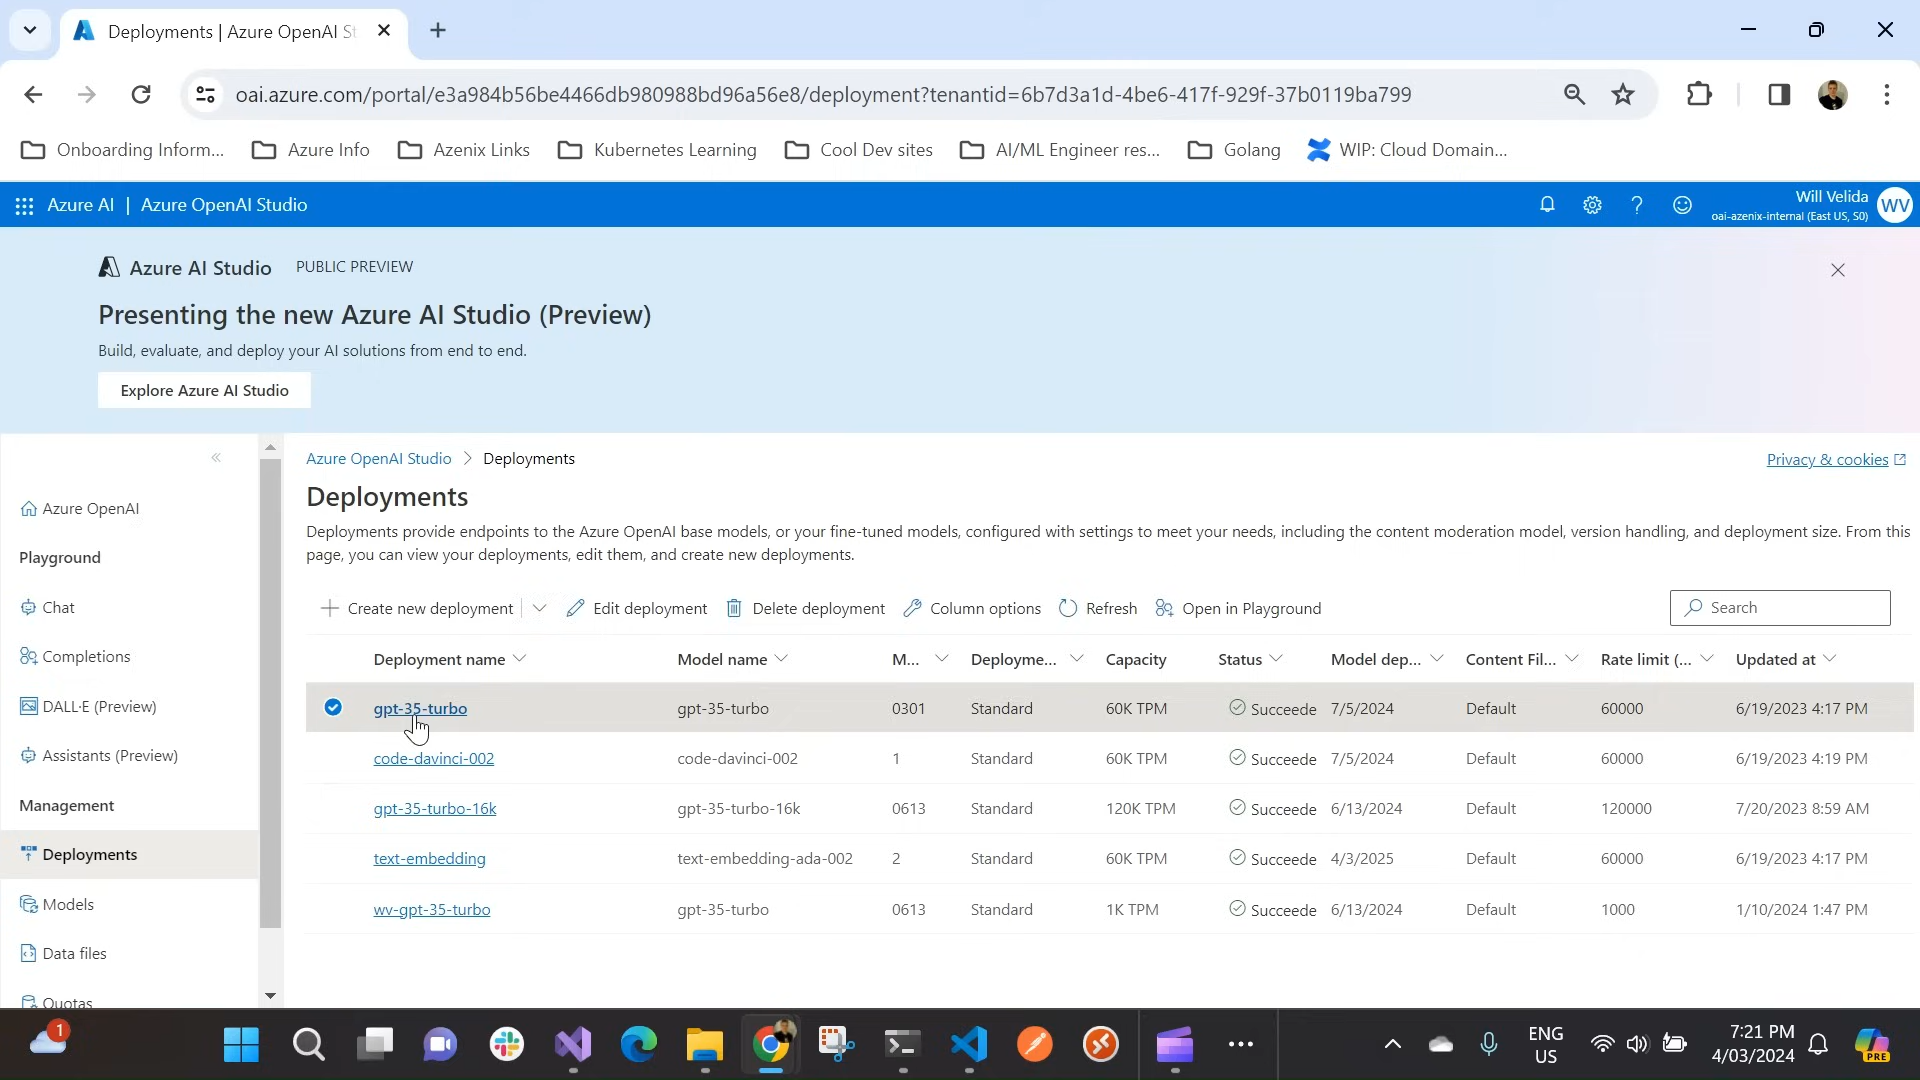 Deployments | Azure OpenAI St
oai.azure.com/portal/e3a984b56be4466db980988bd96a56e8/deployment?tenantid=6b7d3a1d-4be6-417f-929f-37b0119ba799
Onboarding Inform... Azure Info Azenix Links Kubernetes Learning Cool Dev sites AI/ML Engineer res... Golang WIP: Cloud Domain...
Azure AI | Azure OpenAI Studio
Will Velida
oai-azenix-internal (East US, S0)
WV
Azure AI Studio PUBLIC PREVIEW
Presenting the new Azure AI Studio (Preview)
Build, evaluate, and deploy your AI solutions from end to end.
Explore Azure AI Studio
Azure OpenAI
Playground
Chat
Completions
DALL·E (Preview)
Assistants (Preview)
Management
Deployments
Models
Data files
Quotas
Azure OpenAI Studio > Deployments
Privacy & cookies
Deployments
Deployments provide endpoints to the Azure OpenAI base models, or your fine-tuned models, configured with settings to meet your needs, including the content moderation model, version handling, and deployment size. From this
page, you can view your deployments, edit them, and create new deployments.
Create new deployment Edit deployment Delete deployment Column options Refresh Open in Playground Search
Deployment name Model name M... Deployme... Capacity Status Model dep... Content Fil... Rate limit (... Updated at
gpt-35-turbo gpt-35-turbo 0301 Standard 60K TPM Succeede 7/5/2024 Default 60000 6/19/2023 4:17 PM
code-davinci-002 code-davinci-002 1 Standard 60K TPM Succeede 7/5/2024 Default 60000 6/19/2023 4:19 PM
gpt-35-turbo-16k gpt-35-turbo-16k 0613 Standard 120K TPM Succeede 6/13/2024 Default 120000 7/20/2023 8:59 AM
text-embedding text-embedding-ada-002 2 Standard 60K TPM Succeede 4/3/2025 Default 60000 6/19/2023 4:17 PM
wv-gpt-35-turbo gpt-35-turbo 0613 Standard 1K TPM Succeede 6/13/2024 Default 1000 1/10/2024 1:47 PM
1
ENG
US
7:21 PM
4/03/2024
PRE